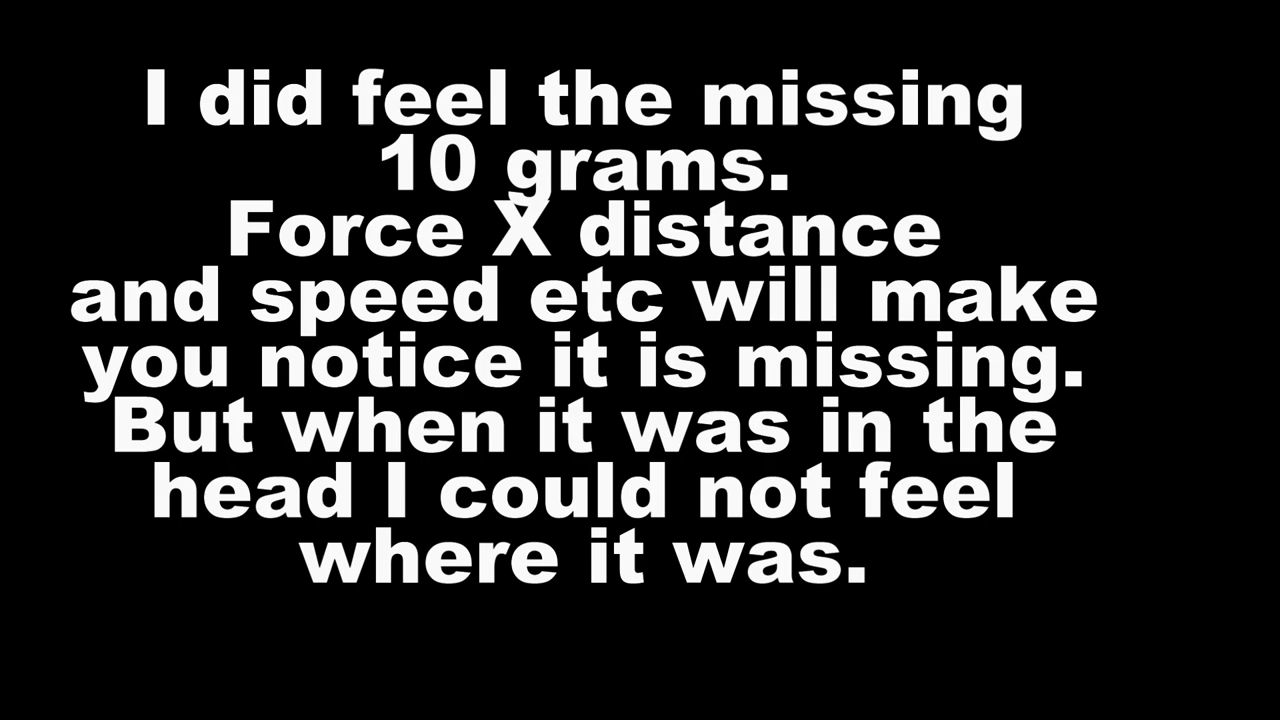 I did feel the missing
10 grams.
Force X distance
and speed etc will make
you notice it is missing.
But when it was in the
head I could not feel
where it was.